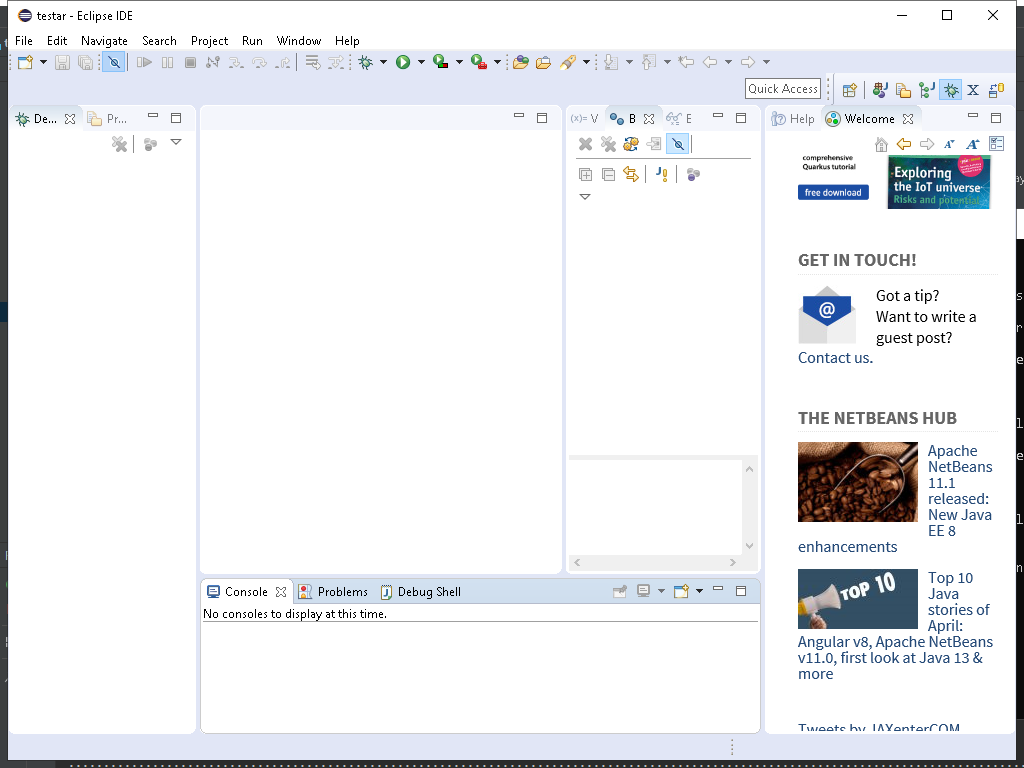 testar - Eclipse IDE
File Edit Navigate Search Project Run Window Help
Quick Access
De...
Pr...
(x)= V
B
E
Help
Welcome
comprehensive
Quarkus tutorial
free download
Exploring
the IoT universe
Risks and potential
GET IN TOUCH!
@
Got a tip?
Want to write a
guest post?
Contact us.
THE NETBEANS HUB
Apache
NetBeans
11.1
released:
New Java
EE 8
enhancements
TOP 10
Top 10
Java
stories of
April:
Angular v8, Apache NetBeans
v11.0, first look at Java 13 &
more
Tweets by JAXenterCOM
Console
Problems
Debug Shell
No consoles to display at this time.